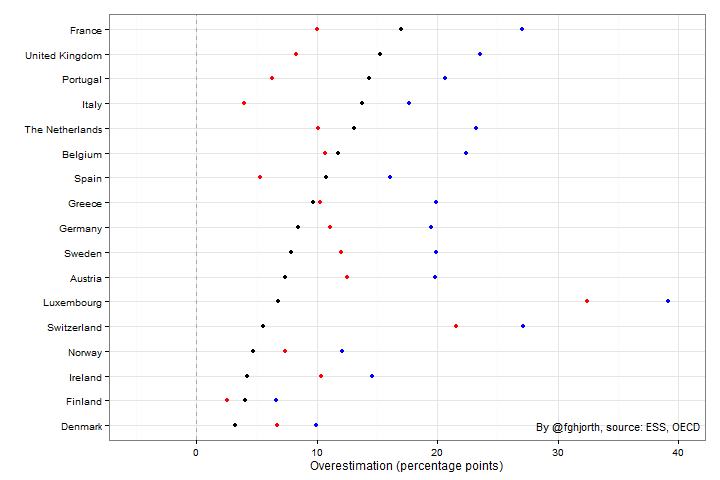 France
United Kingdom
Portugal
Italy
The Netherlands
Belgium
Spain
Greece
Germany
Sweden
Austria
Luxembourg
Switzerland
Norway
Ireland
Finland
Denmark
By @fghjorth, source: ESS, OECD
0 10 20 30 40
Overestimation (percentage points)